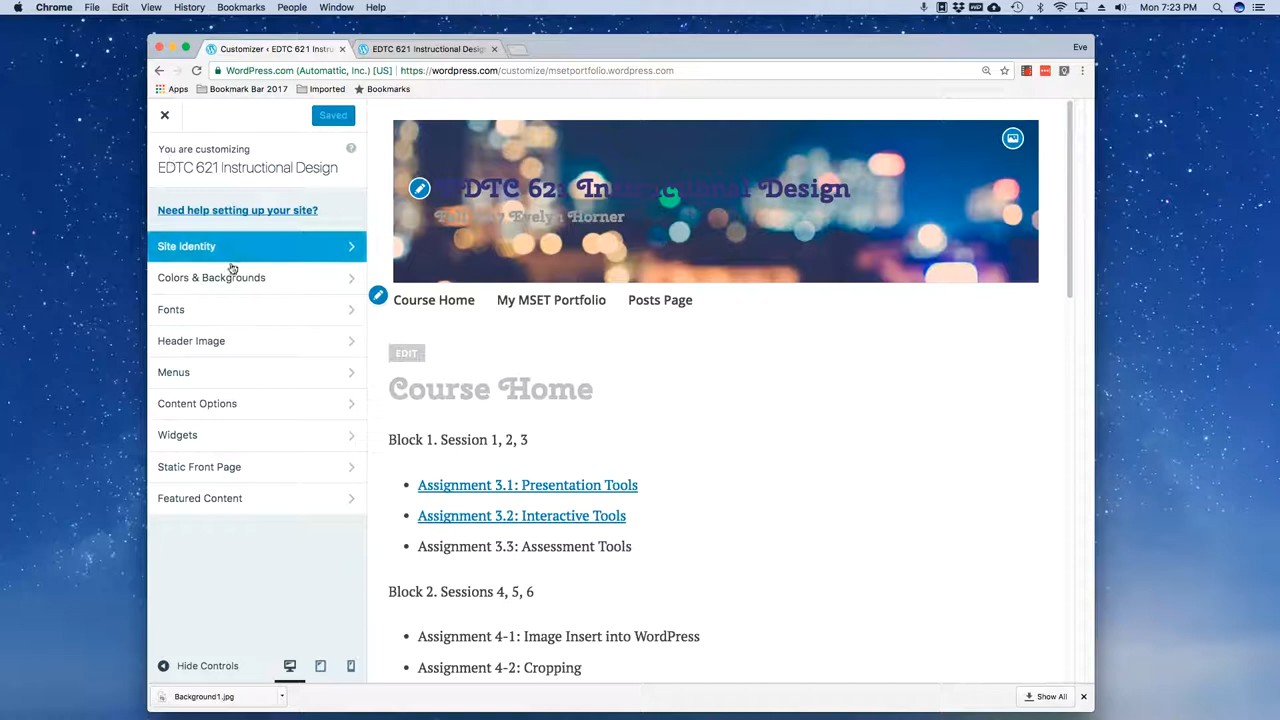 Chrome File Edit View History Bookmarks People Window Help Mon 7:23 PM
Customizer ‹ EDTC 621 Instru EDTC 621 Instructional Desig Eve
WordPress.com (Automattic, Inc.) [US] https://wordpress.com/customize/msetportfolio.wordpress.com
Apps Bookmark Bar 2017 Imported Bookmarks
Saved
You are customizing
EDTC 621 Instructional Design
Need help setting up your site?
Site Identity
Colors & Backgrounds
Fonts
Header Image
Menus
Content Options
Widgets
Static Front Page
Featured Content
Hide Controls
EDTC 621 Instructional Design
Evelyn Horner
Course Home My MSET Portfolio Posts Page
EDIT
Course Home
Block 1. Session 1, 2, 3
• Assignment 3.1: Presentation Tools
• Assignment 3.2: Interactive Tools
• Assignment 3.3: Assessment Tools
Block 2. Sessions 4, 5, 6
• Assignment 4-1: Image Insert into WordPress
• Assignment 4-2: Cropping
Background1.jpg Show All